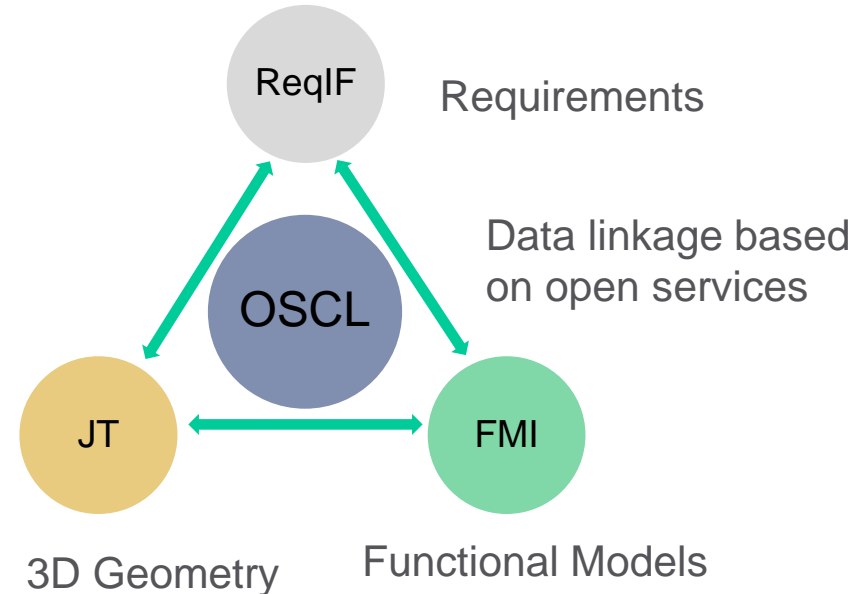 ReqIF
Requirements
Data linkage based
on open services
OSCL
JT
FMI
3D Geometry
Functional Models